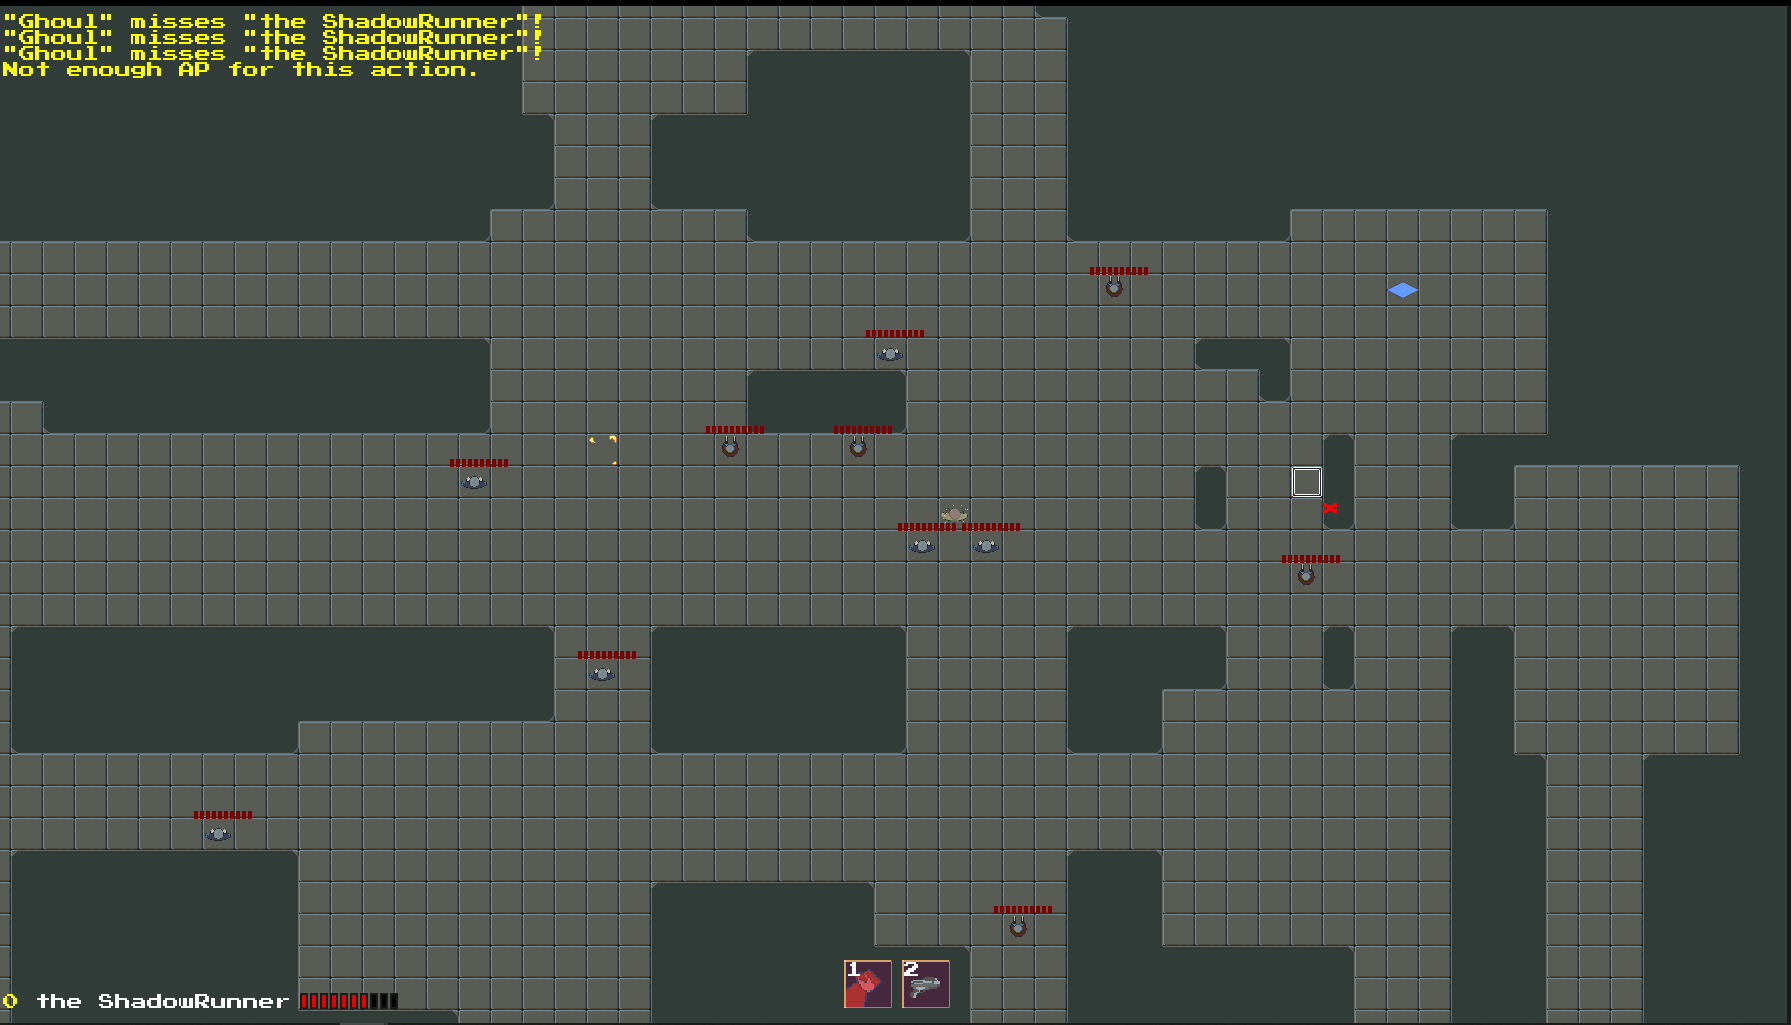 "Ghoul" misses "the ShadowRunner"!
"Ghoul" misses "the ShadowRunner"!
"Ghoul" misses "the ShadowRunner"!
Not enough AP for this action.
1 2
0 the ShadowRunner